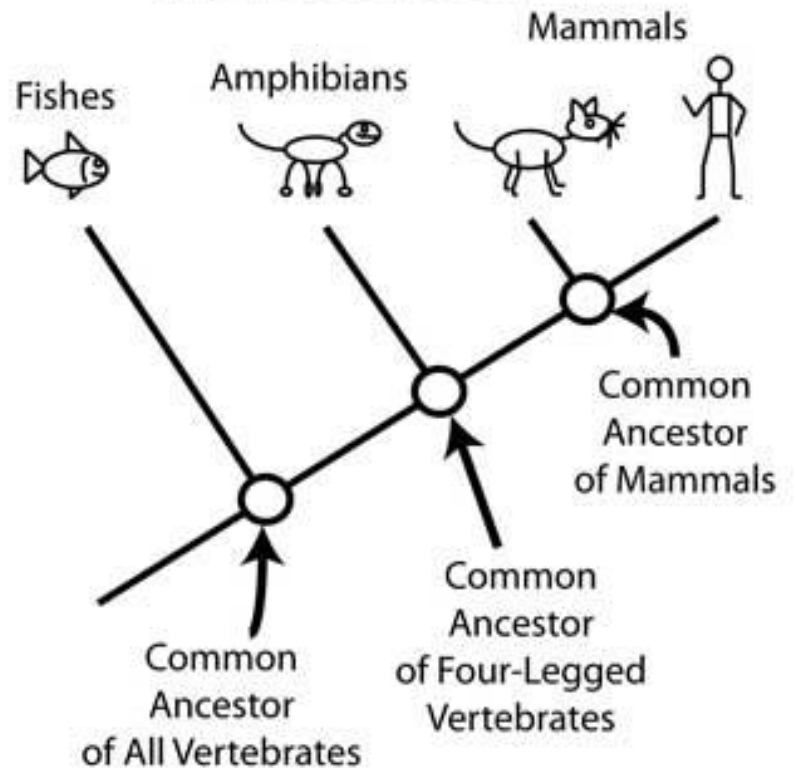 Mammals
Fishes
Amphibians
Common
Ancestor
of Mammals
Common
Ancestor
of Four-Legged
Vertebrates
Common
Ancestor
of All Vertebrates